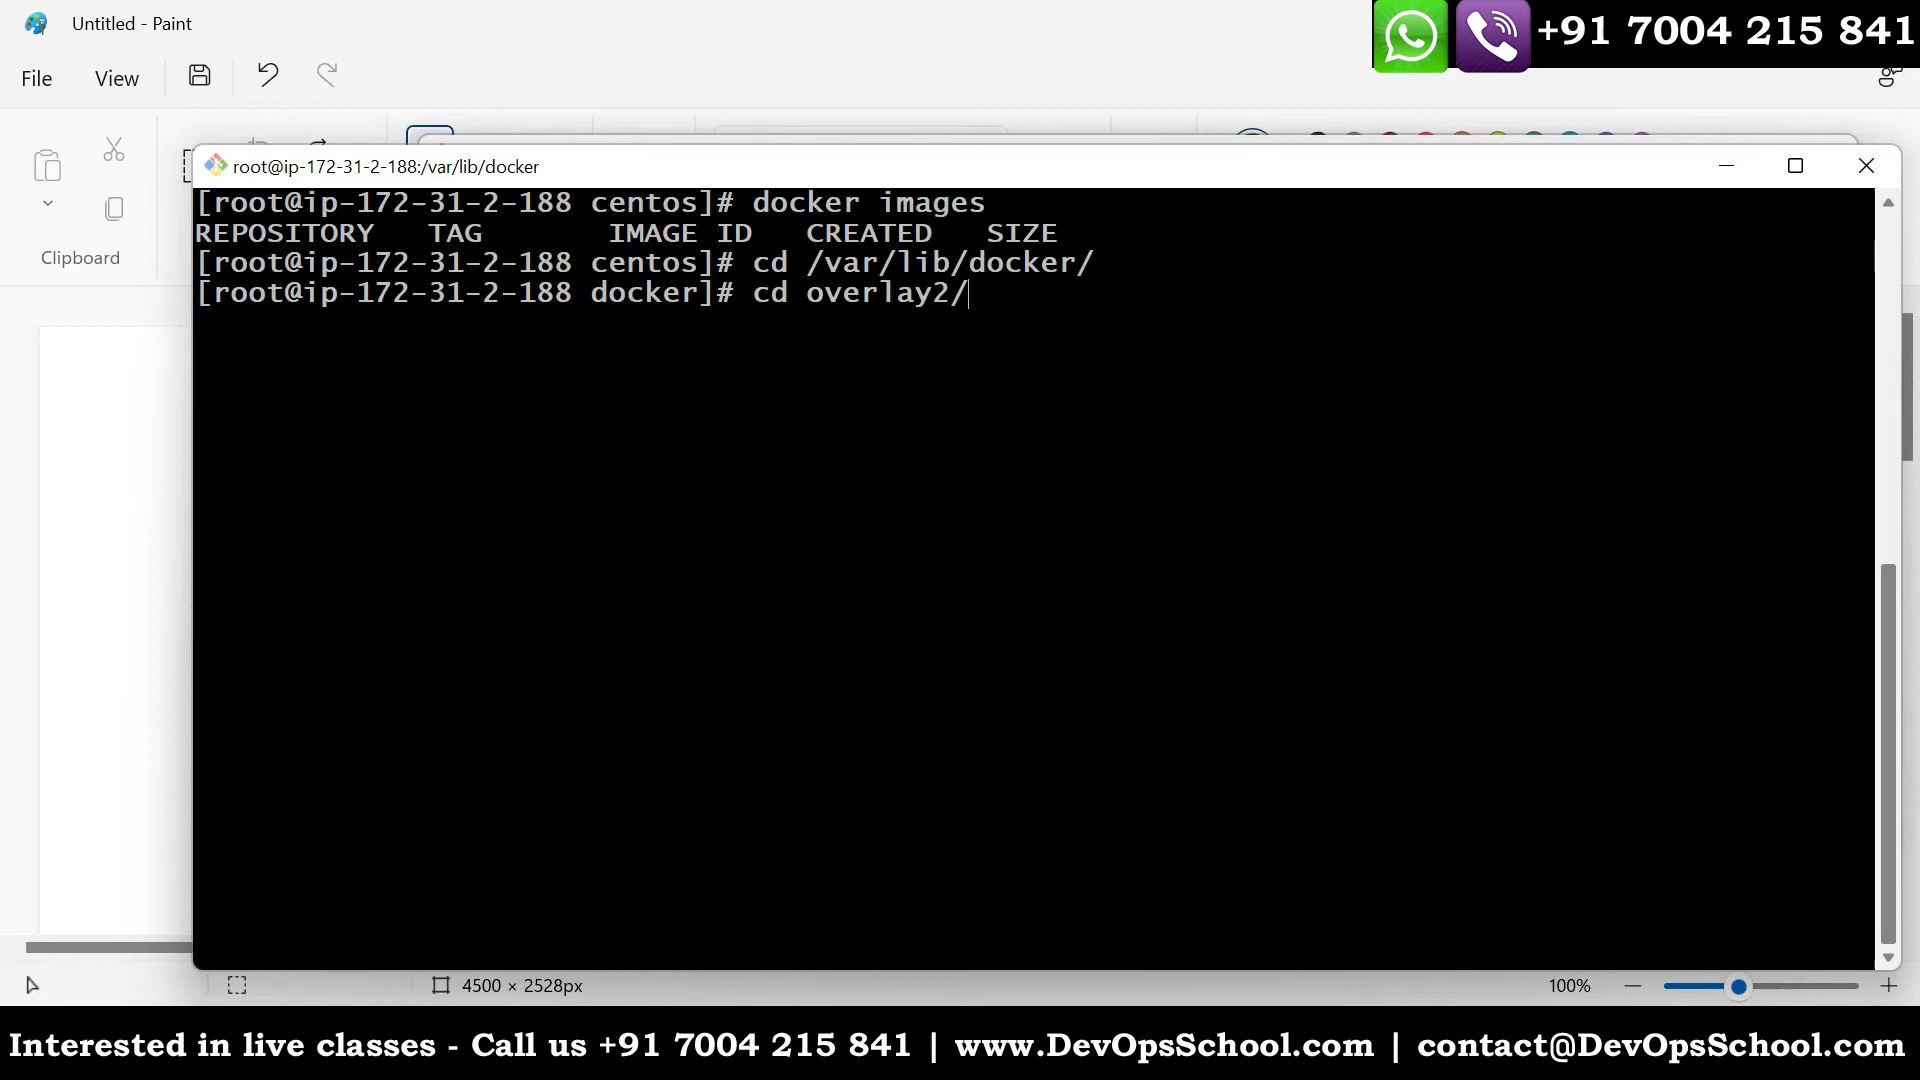 Untitled - Paint
+91 7004 215 841
File
View
Clipboard
root@ip-172-31-2-188:/var/lib/docker
[root@ip-172-31-2-188 centos]# docker images
REPOSITORY   TAG       IMAGE ID   CREATED   SIZE
[root@ip-172-31-2-188 centos]# cd /var/lib/docker/
[root@ip-172-31-2-188 docker]# cd overlay2/
4500 × 2528px
100%
Interested in live classes - Call us +91 7004 215 841 | www.DevOpsSchool.com | contact@DevOpsSchool.com